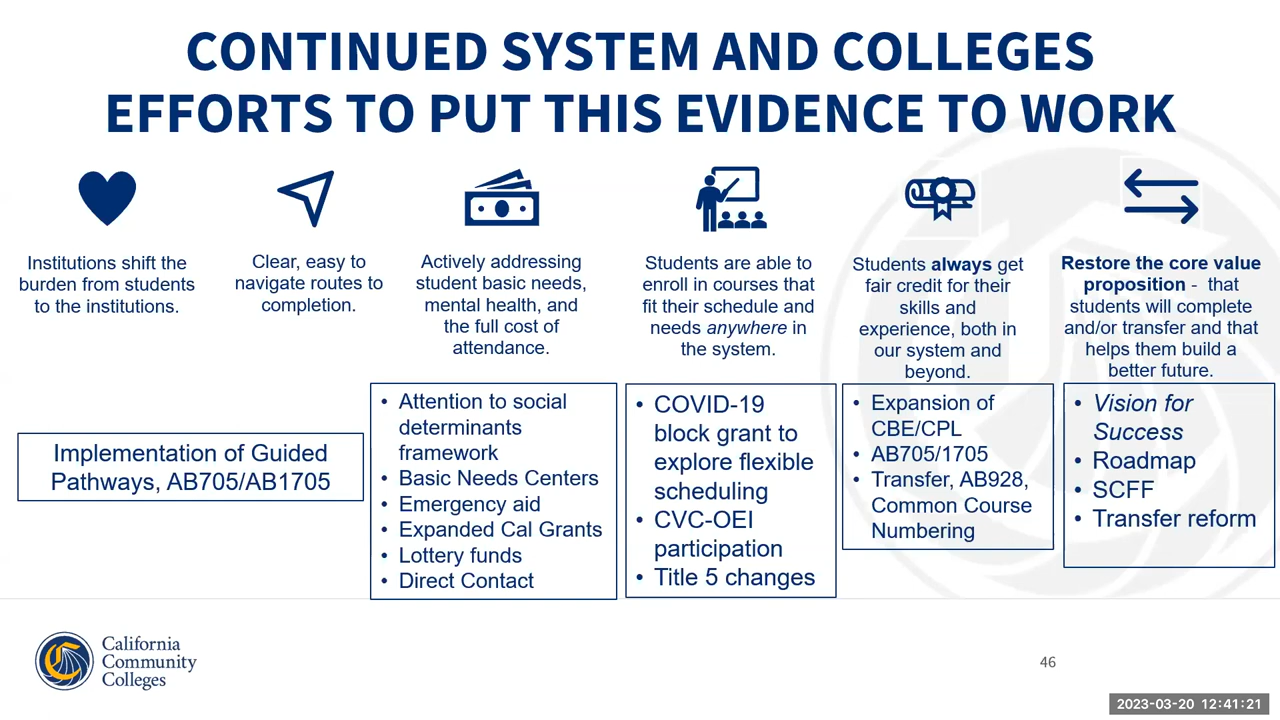 CONTINUED SYSTEM AND COLLEGES
EFFORTS TO PUT THIS EVIDENCE TO WORK
Institutions shift the
burden from students
to the institutions.
Clear, easy to
navigate routes to
completion.
Actively addressing
student basic needs,
mental health, and
the full cost of
attendance.
Students are able to
enroll in courses that
fit their schedule and
needs anywhere in
the system.
Students always get
fair credit for their
skills and
experience, both in
our system and
beyond.
Restore the core value
proposition - that
students will complete
and/or transfer and that
helps them build a
better future.
Implementation of Guided
Pathways, AB705/AB1705
• Attention to social
determinants
framework
• Basic Needs Centers
• Emergency aid
• Expanded Cal Grants
• Lottery funds
• Direct Contact
• COVID-19
block grant to
explore flexible
scheduling
• CVC-OEI
participation
• Title 5 changes
• Expansion of
CBE/CPL
• AB705/1705
• Transfer, AB928,
Common Course
Numbering
• Vision for
Success
• Roadmap
• SCFF
• Transfer reform
California
Community
Colleges
46
2023-03-20 12:41:21